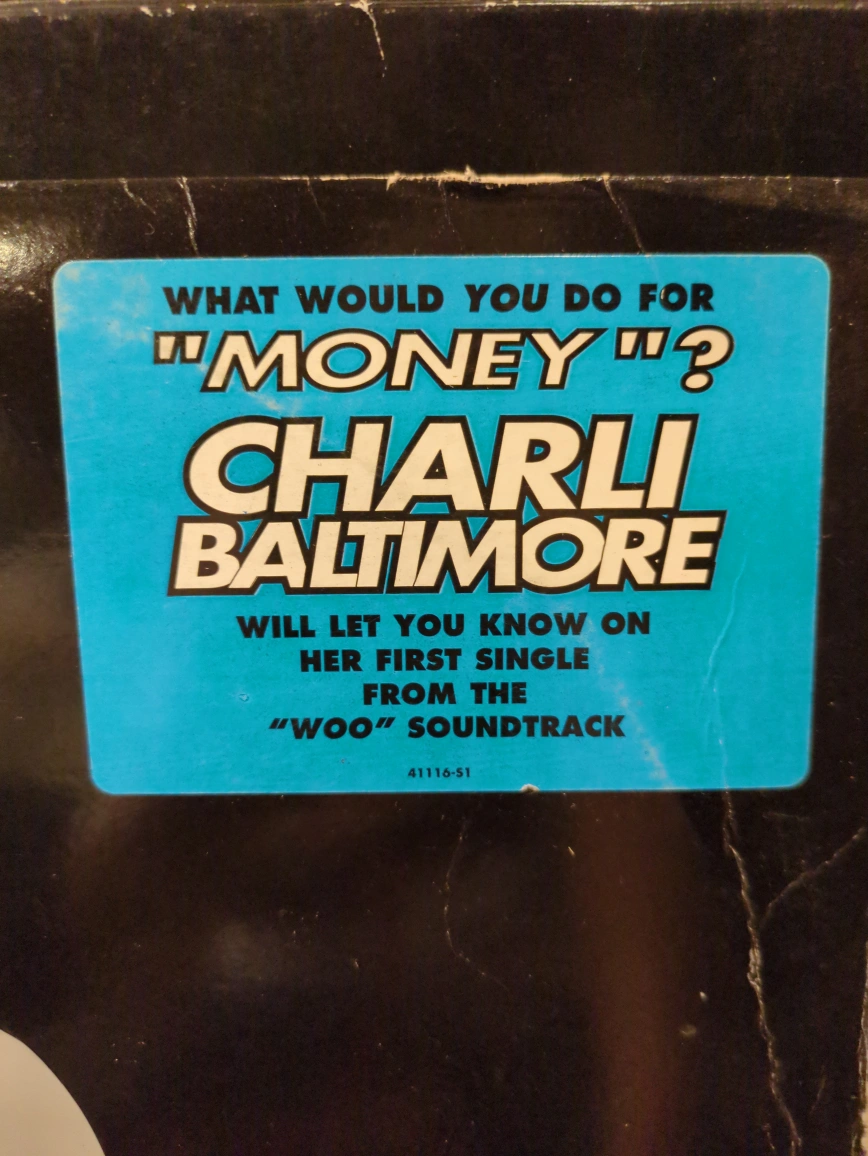 WHAT WOULD YOU DO FOR
"MONEY"?
CHARLI
BALTIMORE
WILL LET YOU KNOW ON
HER FIRST SINGLE
FROM THE
"WOO" SOUNDTRACK
41116-S1